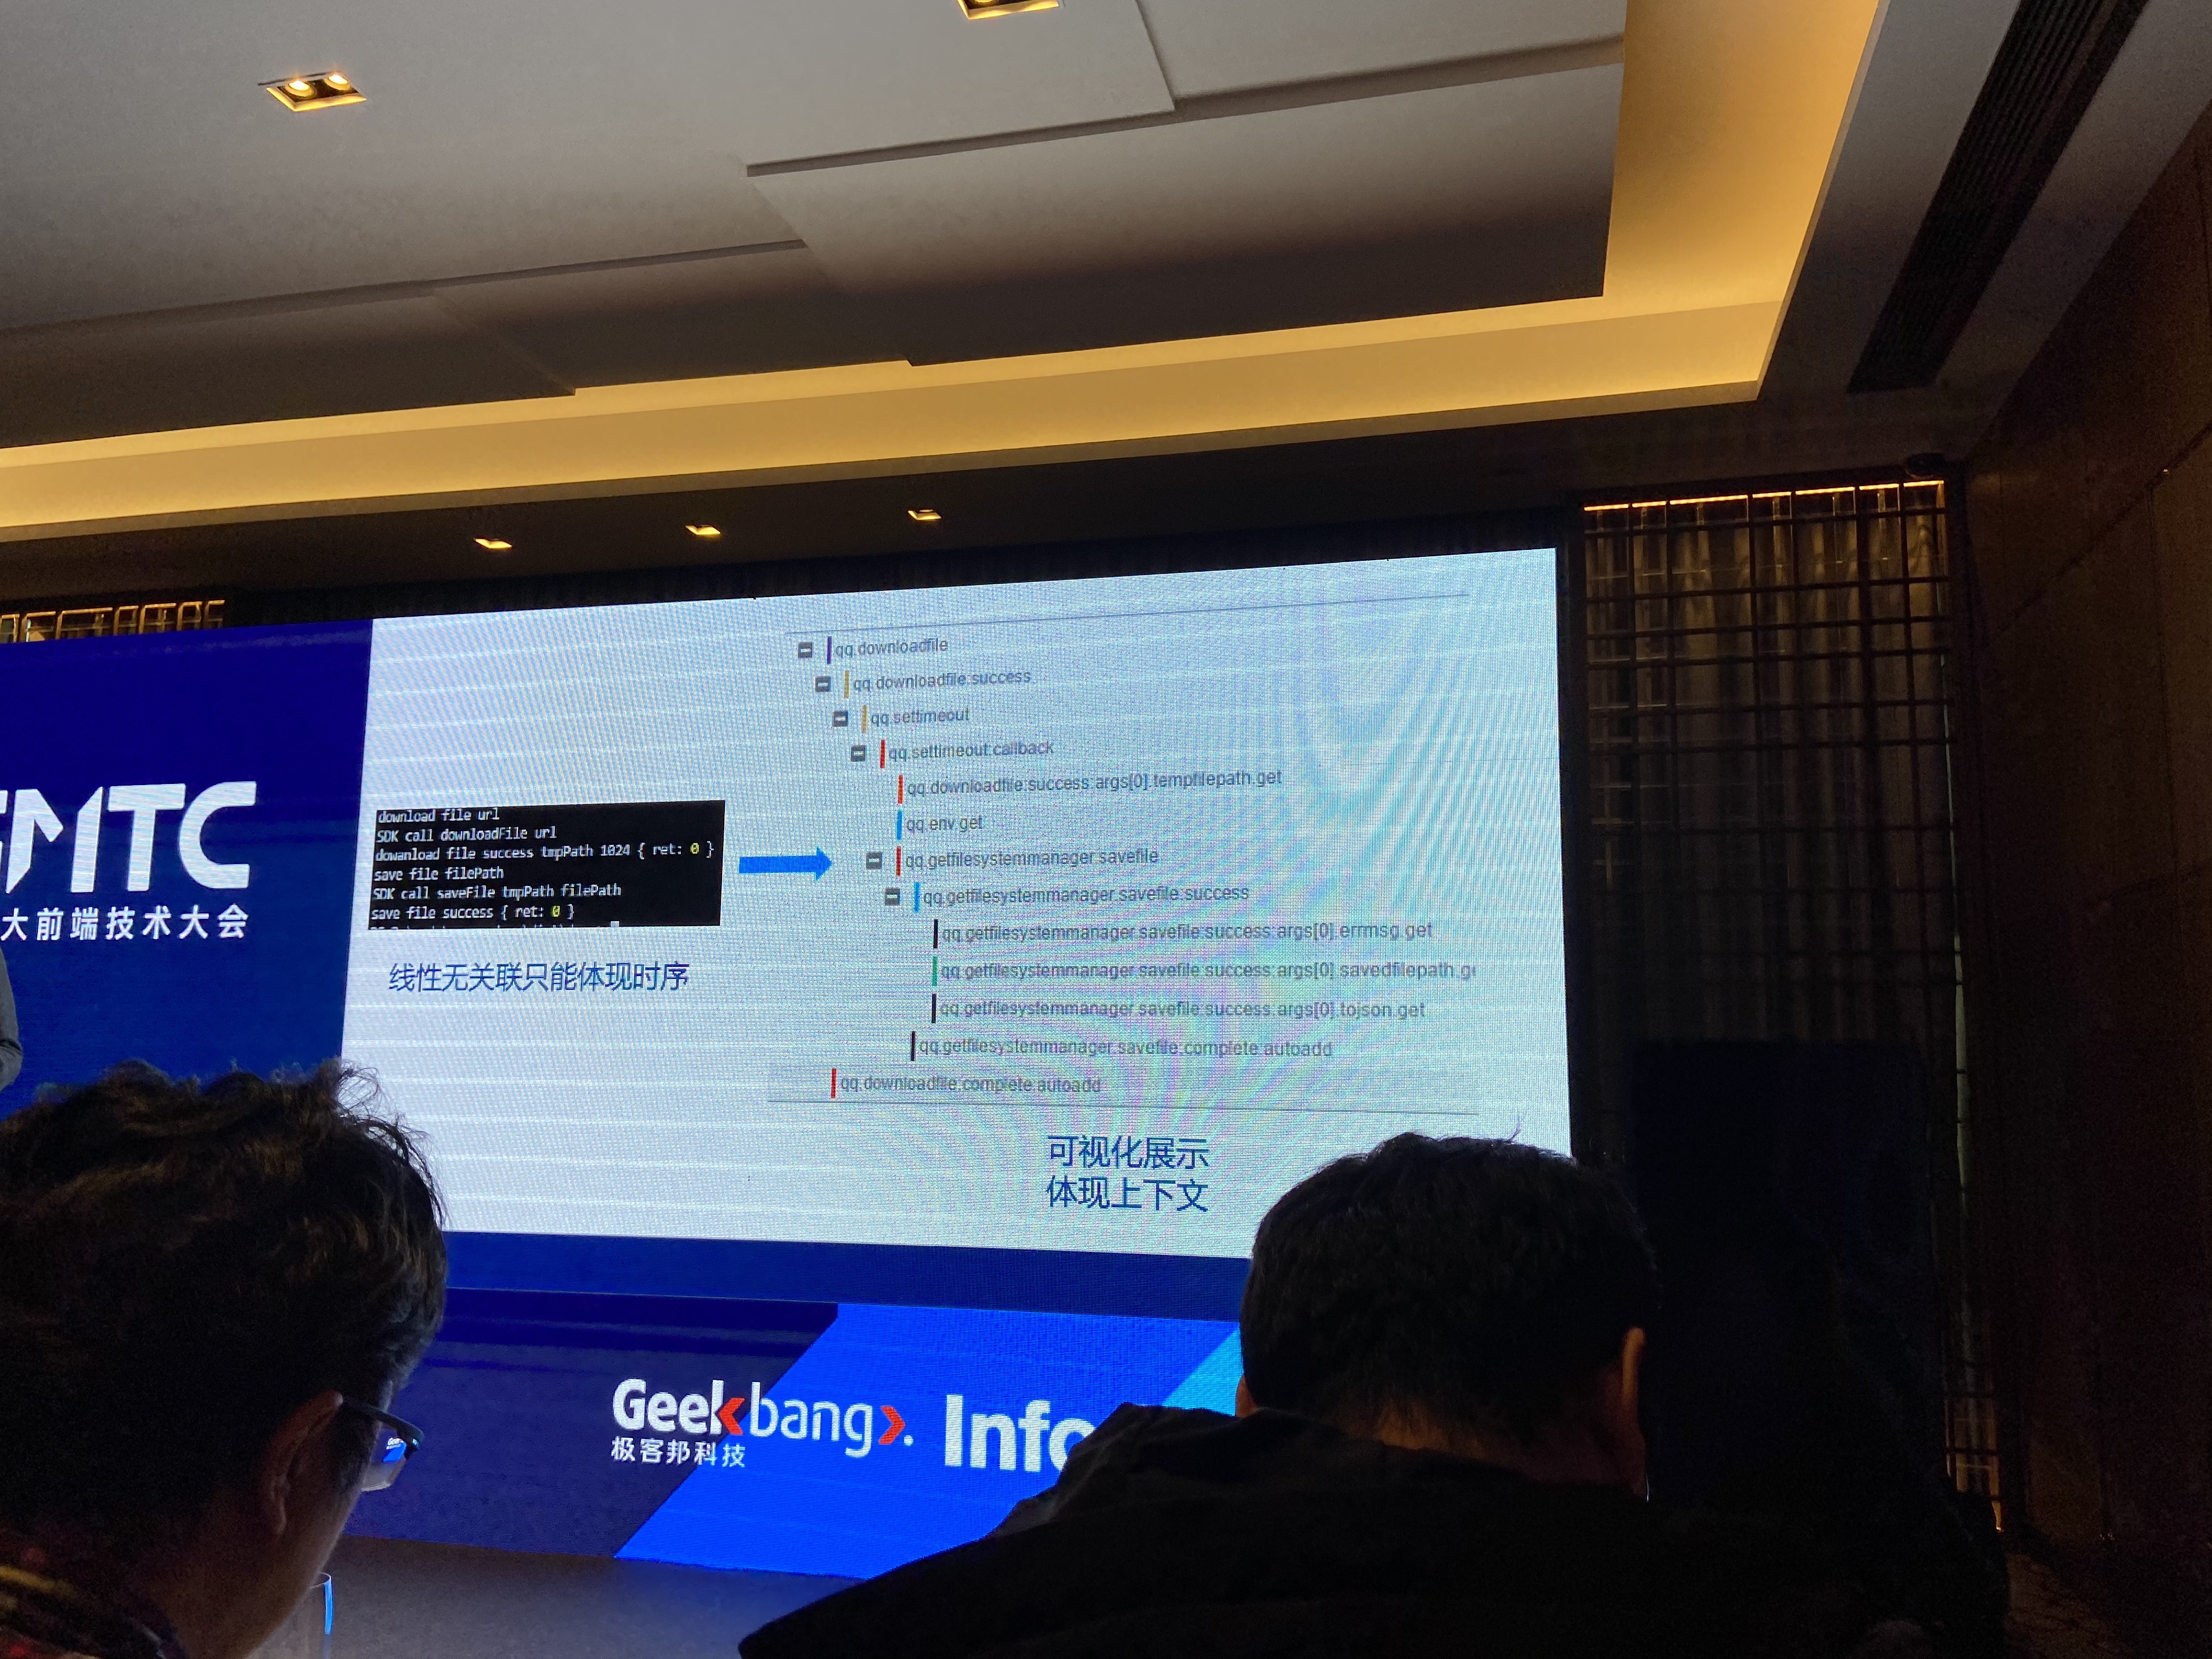 MTC
大前端技术大会
download file url
SDK call downloadFile url
dowanload file success tmpPath 1024 { ret: 0 }
save file filePath
SDK call saveFile tmpPath filePath
save file success { ret: 0 }
线性无关联只能体现时序
qq.downloadfile
qq.downloadfile:success
qq.settimeout
qq.settimeout:callback
qq.downloadfile:success:args[0].tempfilepath.get
qq.env.get
qq.getfilesystemmanager.savefile
qq.getfilesystemmanager.savefile:success
qq.getfilesystemmanager.savefile:success:args[0].errmsg.get
qq.getfilesystemmanager.savefile:success:args[0].savedfilepath.g
qq.getfilesystemmanager.savefile:success:args[0].tojson.get
qq.getfilesystemmanager.savefile:complete:autoadd
qq.downloadfile:complete:autoadd
可视化展示
体现上下文
Geekbang>.
极客邦科技
Info